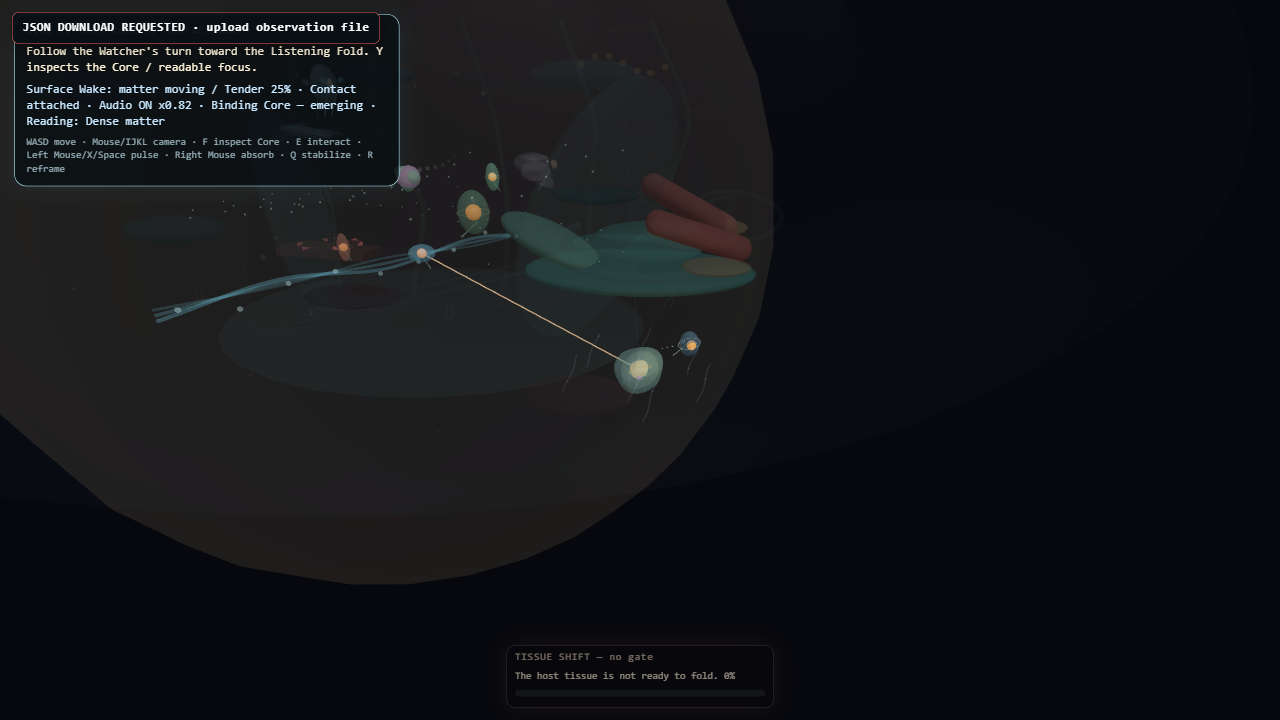 JSON DOWNLOAD REQUESTED · upload observation file
Follow the Watcher's turn toward the Listening Fold. Y
inspects the Core / readable focus.
Surface Wake: matter moving / Tender 25% · Contact
attached · Audio ON x0.82 · Binding Core — emerging ·
Reading: Dense matter
WASD move · Mouse/IJKL camera · F inspect Core · E interact ·
Left Mouse/X/Space pulse · Right Mouse absorb · Q stabilize · R
reframe
TISSUE SHIFT — no gate
The host tissue is not ready to fold. 0%